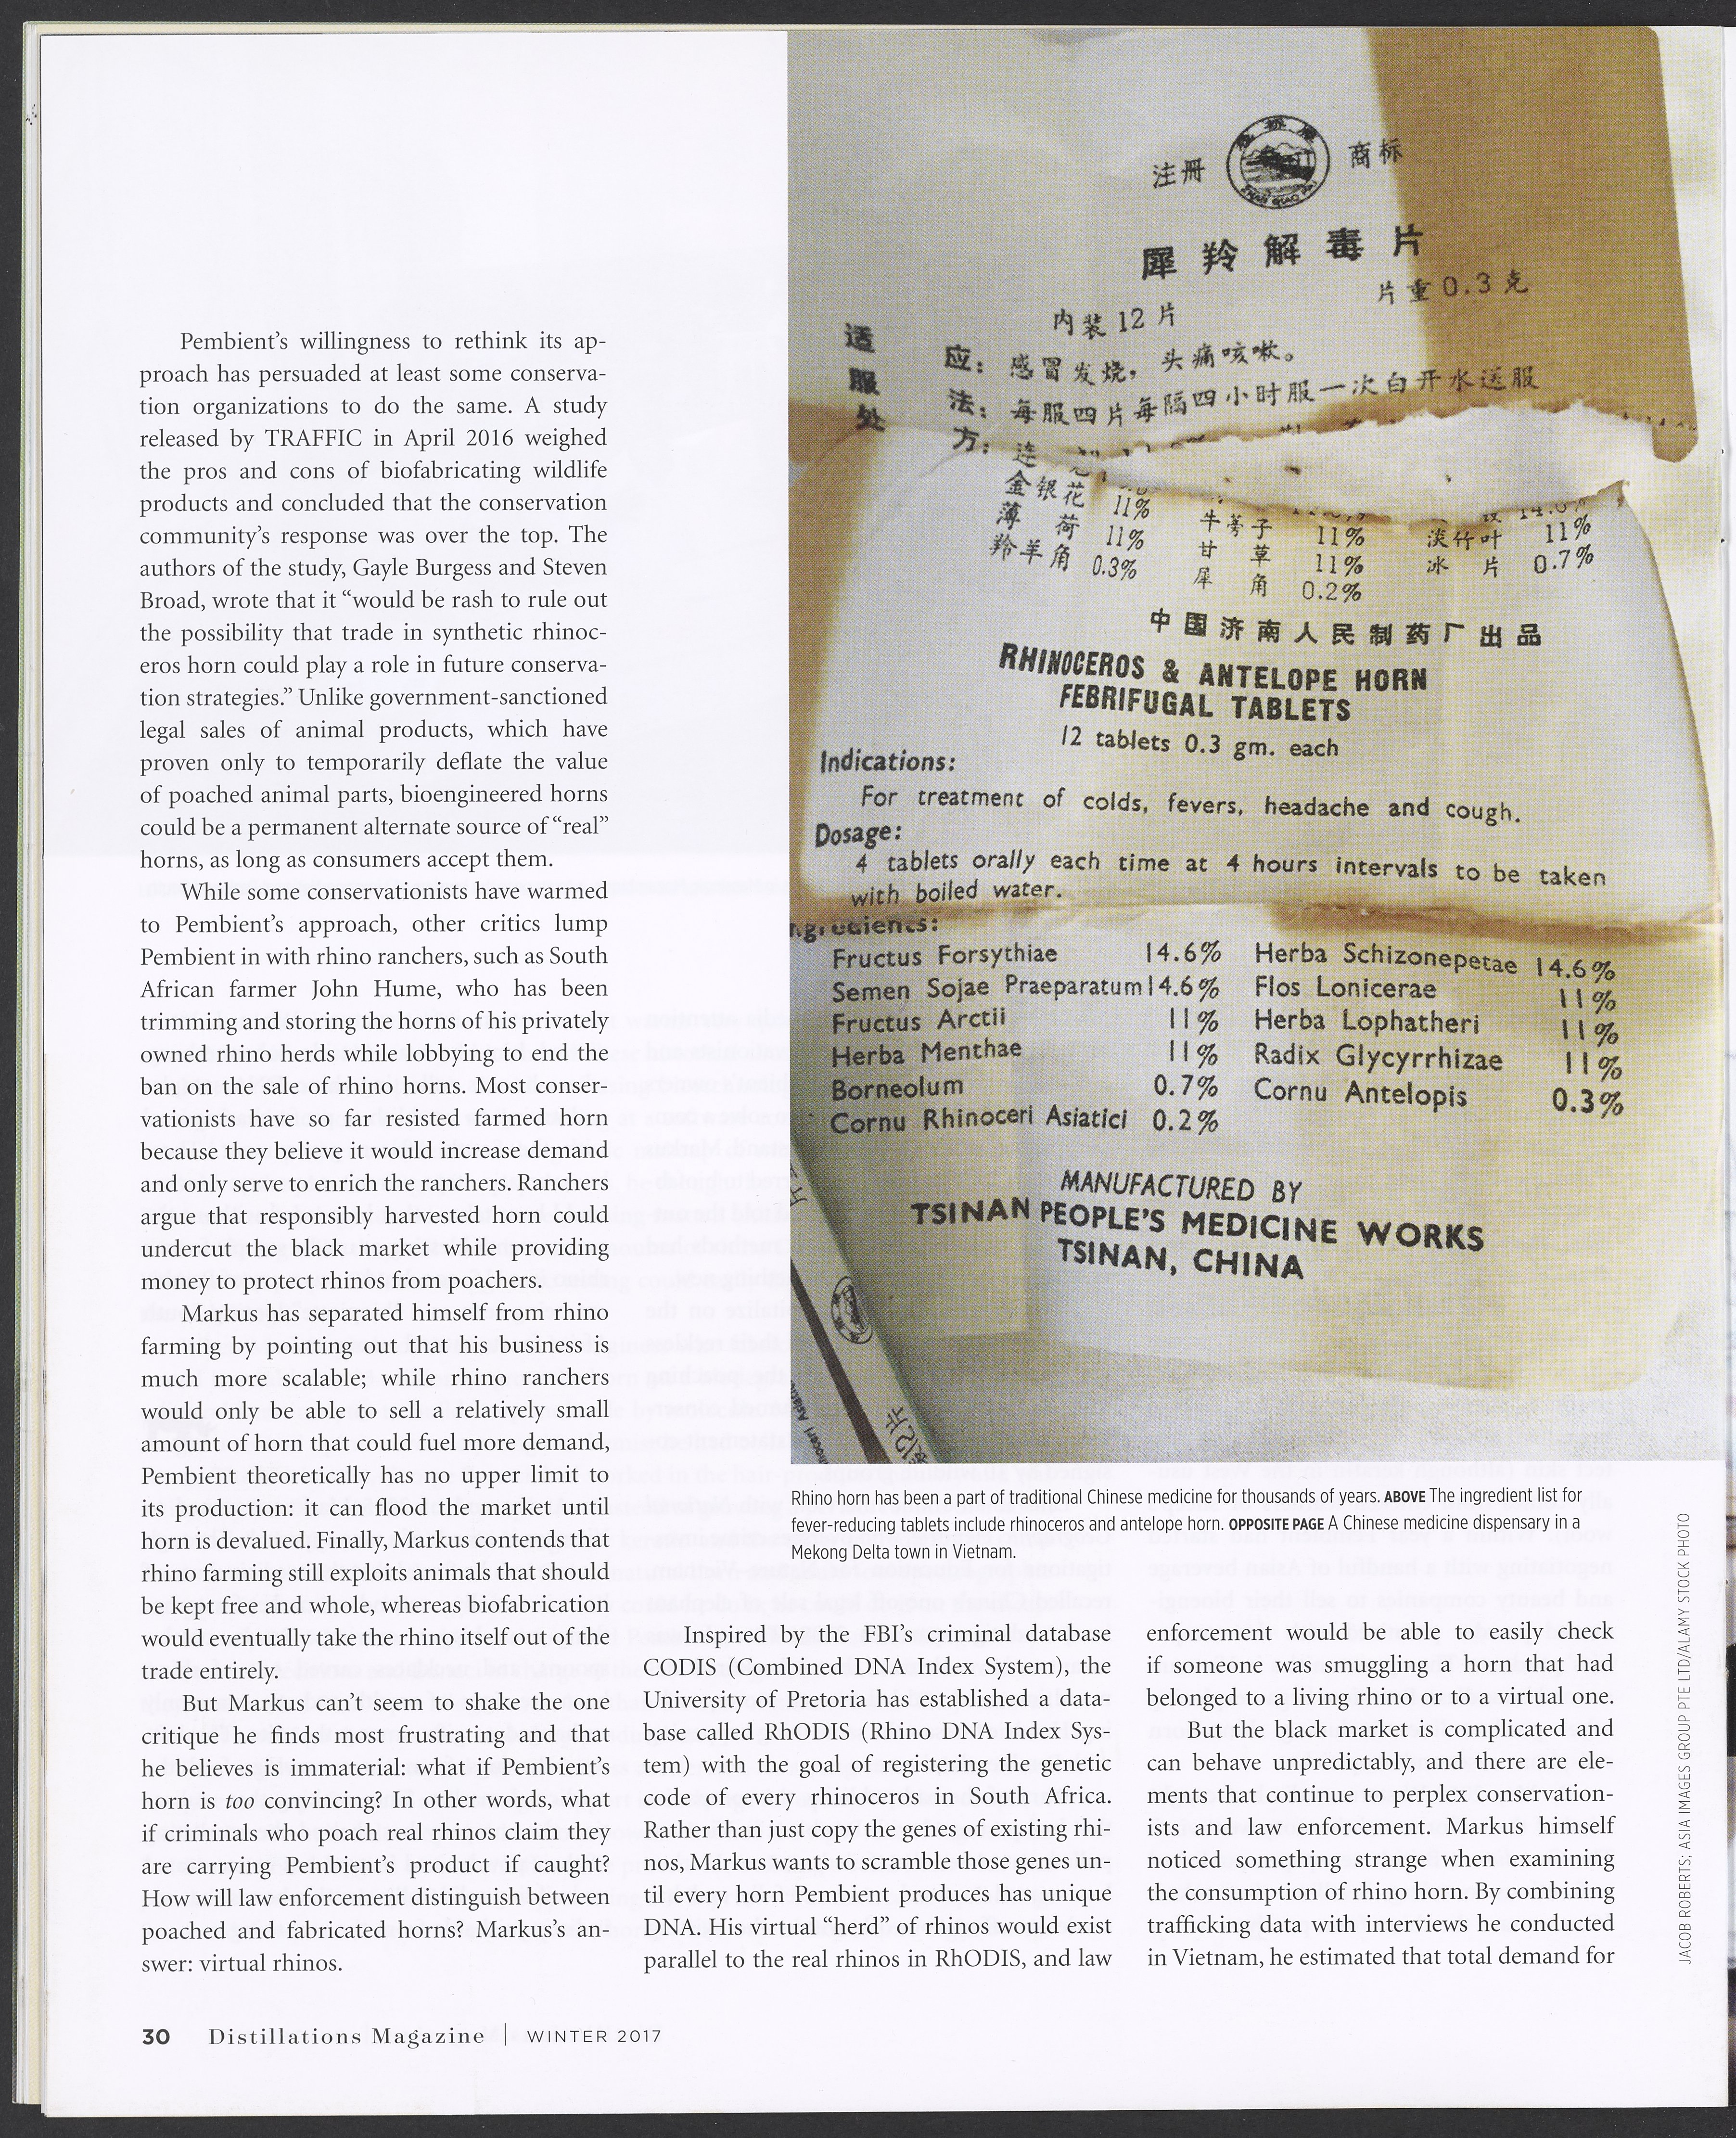 Pembient's willingness to rethink its ap-
proach has persuaded at least some conserva-
tion organizations to do the same. A study
released by TRAFFIC in April 2016 weighed
the pros and cons of biofabricating wildlife
products and concluded that the conservation
community's response was over the top. The
authors of the study, Gayle Burgess and Steven
Broad, wrote that it “would be rash to rule out
the possibility that trade in synthetic rhinoc-
eros horn could play a role in future conserva-
tion strategies.” Unlike government-sanctioned
legal sales of animal products, which have
proven only to temporarily deflate the value
of poached animal parts, bioengineered horns
could be a permanent alternate source of “real”
horns, as long as consumers accept them.
While some conservationists have warmed
to Pembient's approach, other critics lump
Pembient in with rhino ranchers, such as South
African farmer John Hume, who has been
trimming and storing the horns of his privately
owned rhino herds while lobbying to end the
ban on the sale of rhino horns. Most conser-
vationists have so far resisted farmed horn
because they believe it would increase demand
and only serve to enrich the ranchers. Ranchers
argue that responsibly harvested horn could
undercut the black market while providing
money to protect rhinos from poachers.
Markus has separated himself from rhino
farming by pointing out that his business is
much more scalable; while rhino ranchers
would only be able to sell a relatively small
amount of horn that could fuel more demand,
Pembient theoretically has no upper limit to
its production: it can flood the market until
horn is devalued. Finally, Markus contends that
rhino farming still exploits animals that should
be kept free and whole, whereas biofabrication
would eventually take the rhino itself out of the
trade entirely.
But Markus can't seem to shake the one
critique he finds most frustrating and that
he believes is immaterial: what if Pembient's
horn is too convincing? In other words, what
if criminals who poach real rhinos claim they
are carrying Pembient's product if caught?
How will law enforcement distinguish between
poached and fabricated horns? Markus's an-
swer: virtual rhinos.
注册 商标
ZHAN QIAO PAI
犀羚解毒片
片重0.3克
内装12片
适应：感冒发烧，头痛咳嗽。
服法：每服四片每隔四小时服一次白开水送服
处方：连
金银花 11% 牛蒡子 11% 淡竹叶 11%
薄荷 11% 甘草 11% 冰片 0.7%
羚羊角 0.3% 犀角 0.2%
中国济南人民制药厂出品
RHINOCEROS & ANTELOPE HORN
FEBRIFUGAL TABLETS
12 tablets 0.3 gm. each
Indications:
For treatment of colds, fevers, headache and cough.
Dosage:
4 tablets orally each time at 4 hours intervals to be taken
with boiled water.
ngredients:
Fructus Forsythiae 14.6% Herba Schizonepetae 14.6%
Semen Sojae Praeparatum 14.6% Flos Lonicerae 11%
Fructus Arctii 11% Herba Lophatheri 11%
Herba Menthae 11% Radix Glycyrrhizae 11%
Borneolum 0.7% Cornu Antelopis 0.3%
Cornu Rhinoceri Asiatici 0.2%
MANUFACTURED BY
TSINAN PEOPLE'S MEDICINE WORKS
TSINAN, CHINA
12片
Rhino horn has been a part of traditional Chinese medicine for thousands of years. ABOVE The ingredient list for
fever-reducing tablets include rhinoceros and antelope horn. OPPOSITE PAGE A Chinese medicine dispensary in a
Mekong Delta town in Vietnam.
Inspired by the FBI's criminal database
CODIS (Combined DNA Index System), the
University of Pretoria has established a data-
base called RhODIS (Rhino DNA Index Sys-
tem) with the goal of registering the genetic
code of every rhinoceros in South Africa.
Rather than just copy the genes of existing rhi-
nos, Markus wants to scramble those genes un-
til every horn Pembient produces has unique
DNA. His virtual “herd” of rhinos would exist
parallel to the real rhinos in RhODIS, and law
enforcement would be able to easily check
if someone was smuggling a horn that had
belonged to a living rhino or to a virtual one.
But the black market is complicated and
can behave unpredictably, and there are ele-
ments that continue to perplex conservation-
ists and law enforcement. Markus himself
noticed something strange when examining
the consumption of rhino horn. By combining
trafficking data with interviews he conducted
in Vietnam, he estimated that total demand for
JACOB ROBERTS; ASIA IMAGES GROUP PTE LTD/ALAMY STOCK PHOTO
30 Distillations Magazine | WINTER 2017